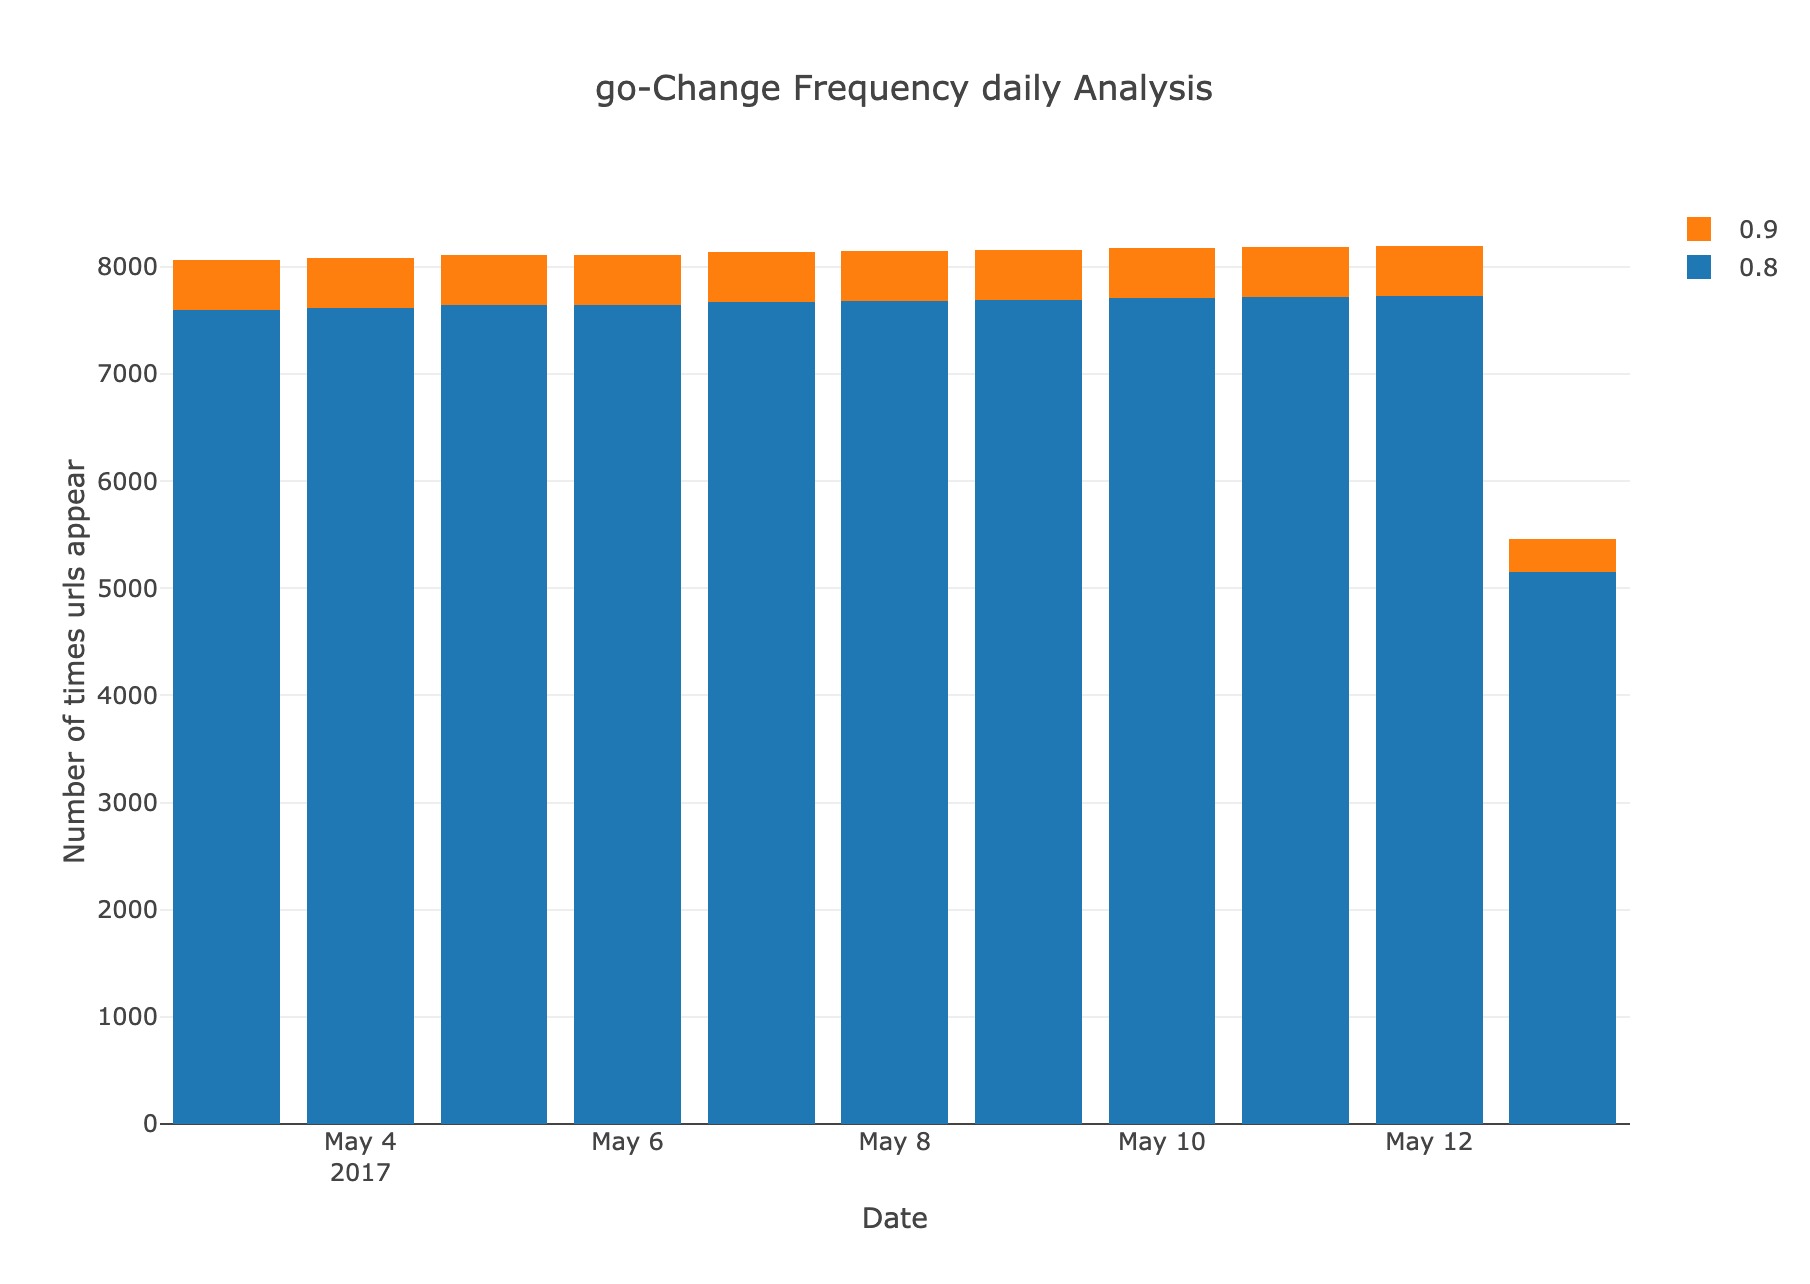 go-Change Frequency daily Analysis
0.9
0.8
Number of times urls appear
8000
7000
6000
5000
4000
3000
2000
1000
0
May 4
2017
May 6
May 8
May 10
May 12
Date